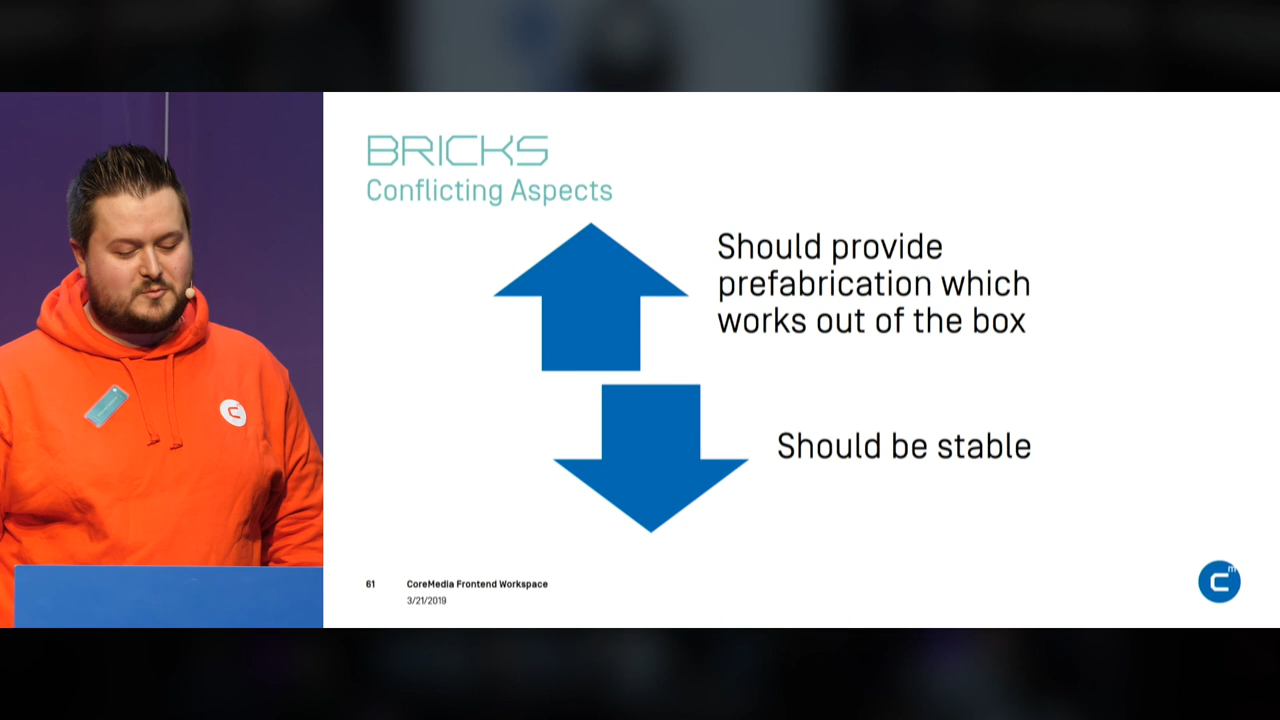 BRICKS
Conflicting Aspects
Should provide
prefabrication which
works out of the box
Should be stable
61 CoreMedia Frontend Workspace
3/21/2019